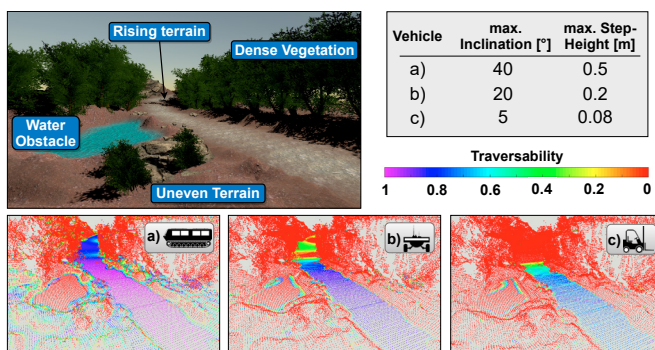 Rising terrain
Dense Vegetation
Water
Obstacle
Uneven Terrain
Vehicle max. Inclination [°] max. Step-Height [m]
a) 40 0.5
b) 20 0.2
c) 5 0.08
Traversability
1 0.8 0.6 0.4 0.2 0
a)
b)
c)